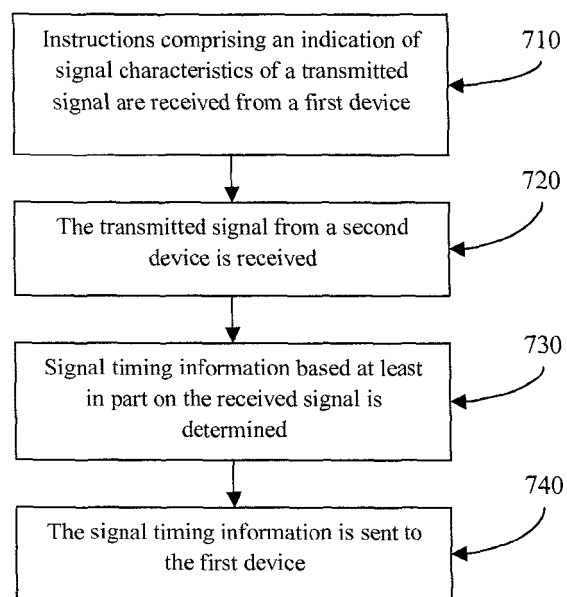 Instructions comprising an indication of
signal characteristics of a transmitted
signal are received from a first device
710
The transmitted signal from a second
device is received
720
Signal timing information based at least
in part on the received signal is
determined
730
The signal timing information is sent to
the first device
740